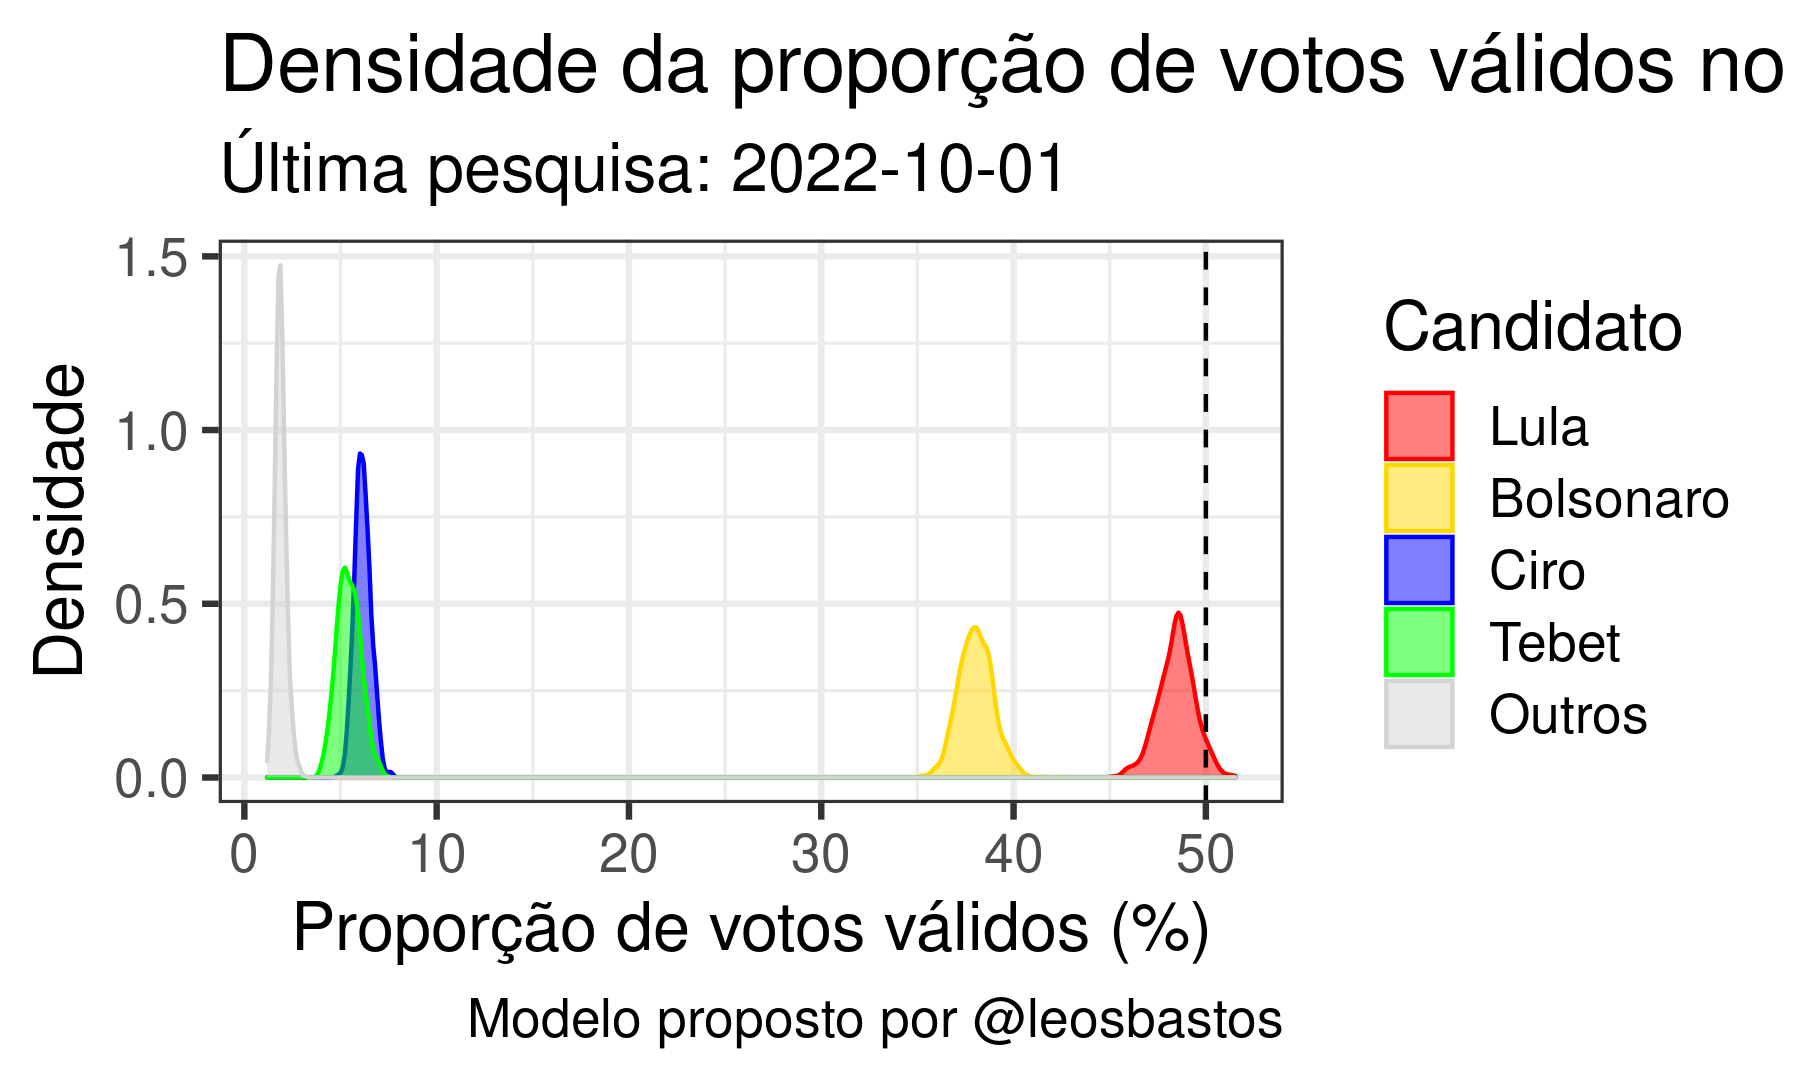 Densidade da proporção de votos válidos no
Última pesquisa: 2022-10-01
1.5
1.0
0.5
0.0
Densidade
0 10 20 30 40 50
Proporção de votos válidos (%)
Candidato
Lula
Bolsonaro
Ciro
Tebet
Outros
Modelo proposto por @leosbastos